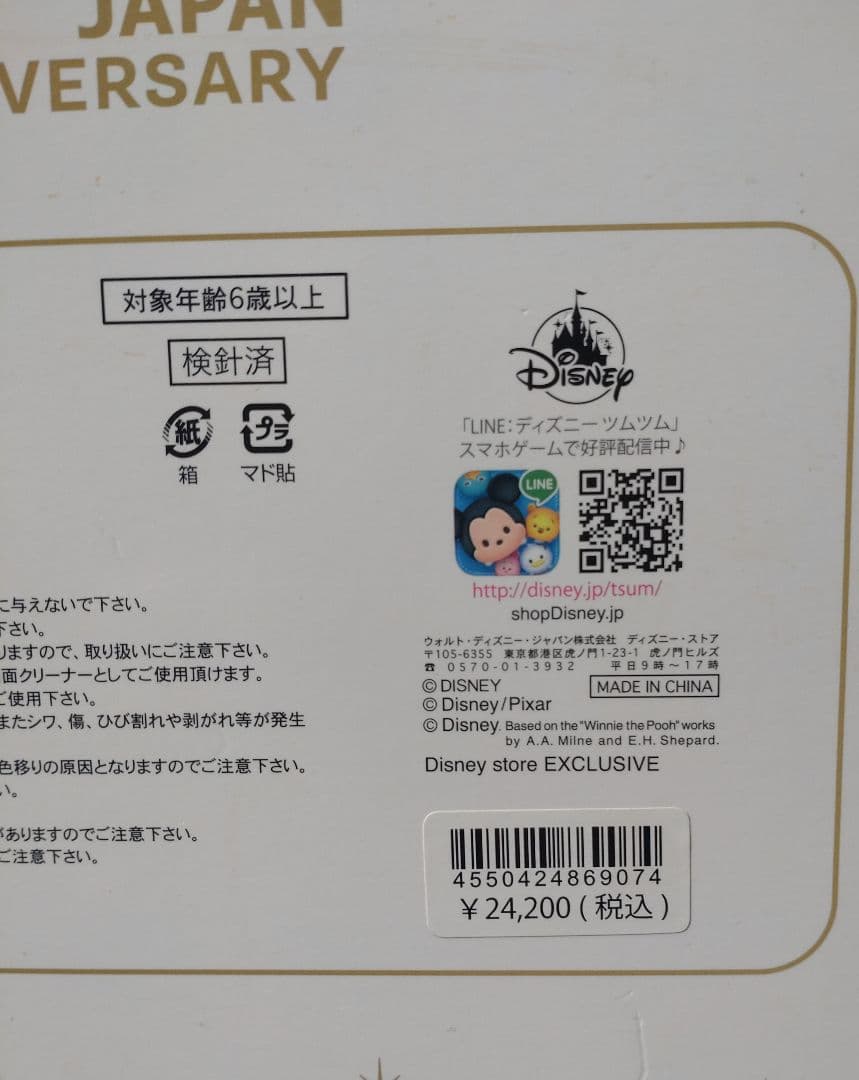 JAPAN
VERSARY
対象年齢6歳以上
検針済
紙 プラ
箱 マド貼
Disney
「LINE:ディズニー ツムツム」
スマホゲームで好評配信中♪
LINE
http://disney.jp/tsum/
shopDisney.jp
ウォルト・ディズニー・ジャパン株式会社 ディズニー・ストア
〒105-6355 東京都港区虎ノ門1-23-1 虎ノ門ヒルズ
☎ 0570-01-3932 平日9時～17時
© DISNEY
MADE IN CHINA
© Disney/Pixar
© Disney. Based on the "Winnie the Pooh" works
by A.A. Milne and E.H. Shepard.
Disney store EXCLUSIVE
に与えないで下さい。
下さい。
りますので、取り扱いにご注意下さい。
面クリーナーとしてご使用頂けます。
ご使用下さい。
またシワ、傷、ひび割れや剥がれ等が発生
色移りの原因となりますのでご注意下さい。
い。
がありますのでご注意下さい。
ご注意下さい。
4550424869074
￥24,200(税込)